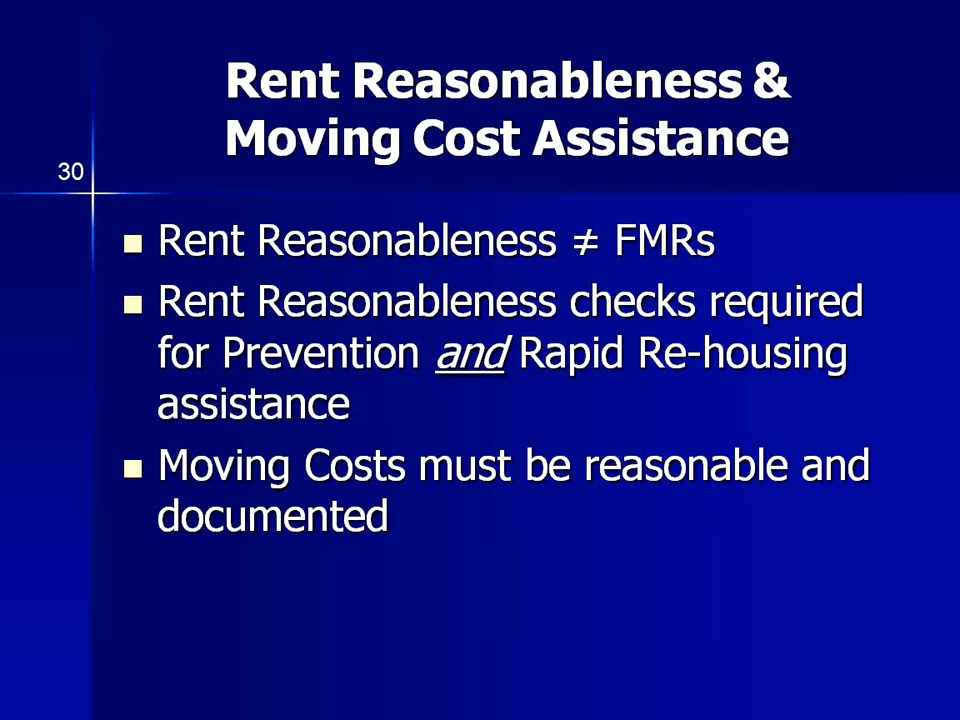 Rent Reasonableness &
Moving Cost Assistance
30
■ Rent Reasonableness ≠ FMRs
■ Rent Reasonableness checks required
for Prevention and Rapid Re-housing
assistance
■ Moving Costs must be reasonable and
documented